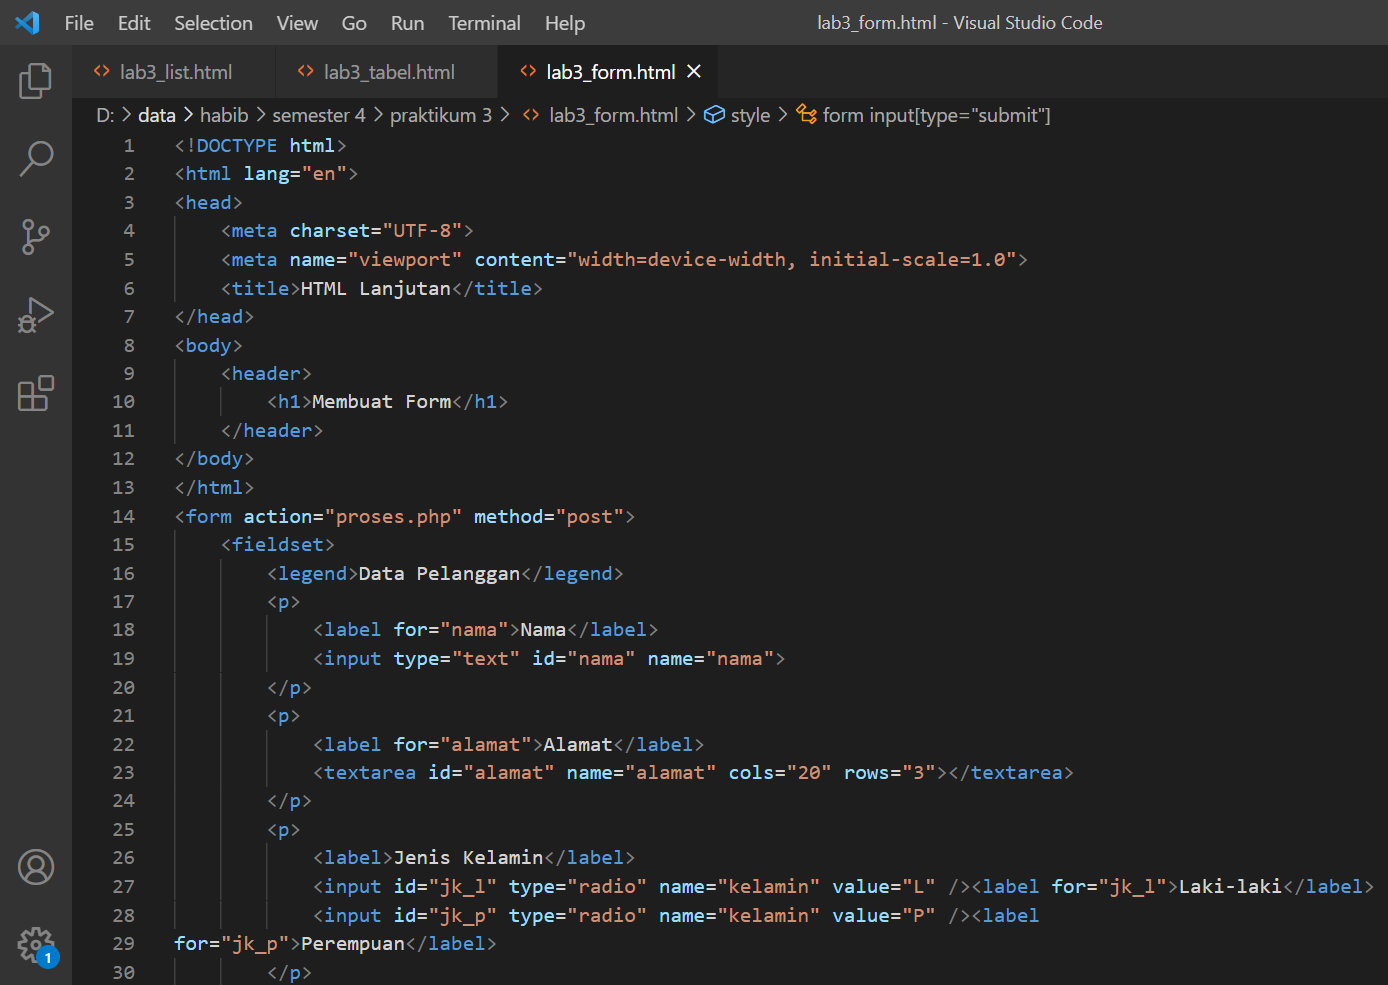 File Edit Selection View Go Run Terminal Help lab3_form.html - Visual Studio Code
lab3_list.html lab3_tabel.html lab3_form.html
D: > data > habib > semester 4 > praktikum 3 > lab3_form.html > style > form input[type="submit"]
1 <!DOCTYPE html>
2 <html lang="en">
3 <head>
4 <meta charset="UTF-8">
5 <meta name="viewport" content="width=device-width, initial-scale=1.0">
6 <title>HTML Lanjutan</title>
7 </head>
8 <body>
9 <header>
10 <h1>Membuat Form</h1>
11 </header>
12 </body>
13 </html>
14 <form action="proses.php" method="post">
15 <fieldset>
16 <legend>Data Pelanggan</legend>
17 <p>
18 <label for="nama">Nama</label>
19 <input type="text" id="nama" name="nama">
20 </p>
21 <p>
22 <label for="alamat">Alamat</label>
23 <textarea id="alamat" name="alamat" cols="20" rows="3"></textarea>
24 </p>
25 <p>
26 <label>Jenis Kelamin</label>
27 <input id="jk_l" type="radio" name="kelamin" value="L" /><label for="jk_l">Laki-laki</label>
28 <input id="jk_p" type="radio" name="kelamin" value="P" /><label
29 for="jk_p">Perempuan</label>
30 </p>
1